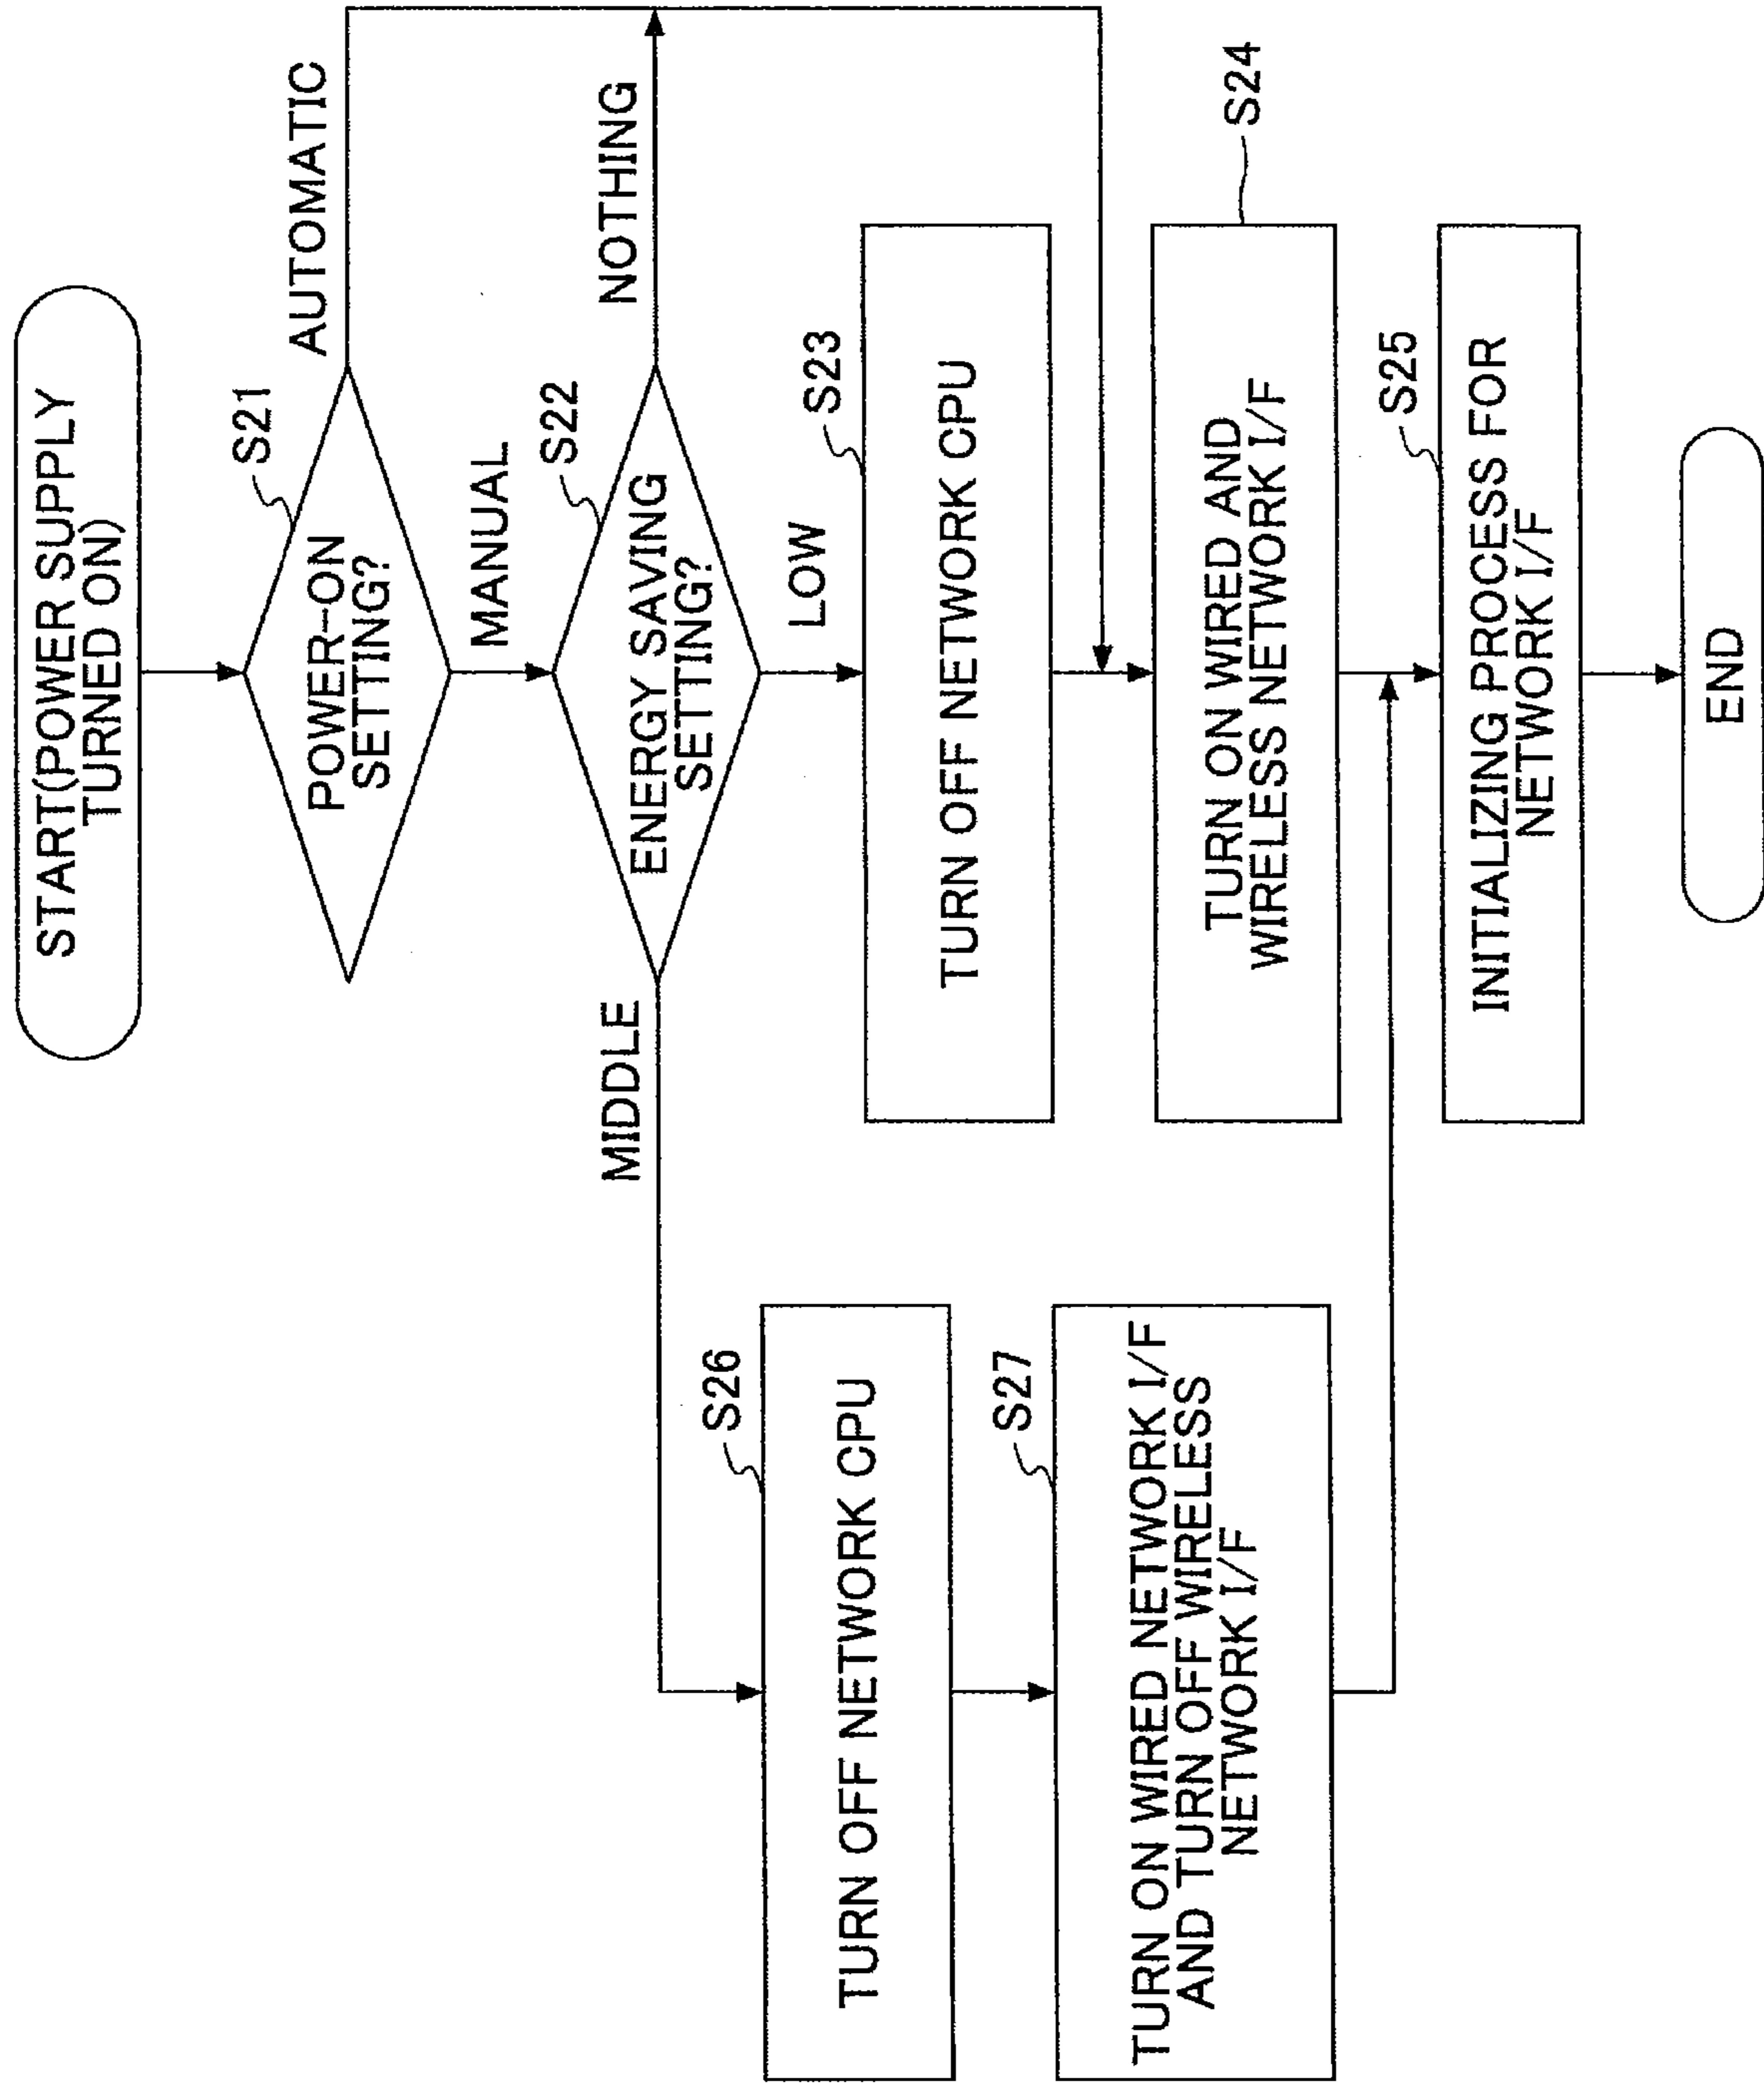 START(POWER SUPPLY
TURNED ON)
S21
POWER-ON
SETTING?
AUTOMATIC
MANUAL
S22
ENERGY SAVING
SETTING?
NOTHING
MIDDLE
LOW
S23
TURN OFF NETWORK CPU
S24
TURN ON WIRED AND
WIRELESS NETWORK I/F
S25
INITIALIZING PROCESS FOR
NETWORK I/F
END
S26
TURN OFF NETWORK CPU
S27
TURN ON WIRED NETWORK I/F
AND TURN OFF WIRELESS
NETWORK I/F